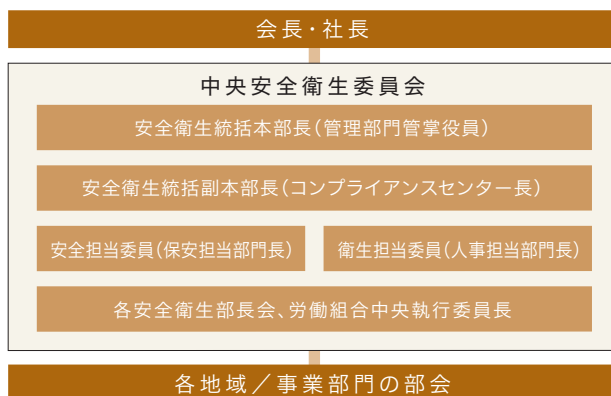 会長・社長
中央安全衛生委員会
安全衛生統括本部長(管理部門管掌役員)
安全衛生統括副本部長(コンプライアンスセンター長)
安全担当委員(保安担当部門長)
衛生担当委員(人事担当部門長)
各安全衛生部長会、労働組合中央執行委員長
各地域／事業部門の部会